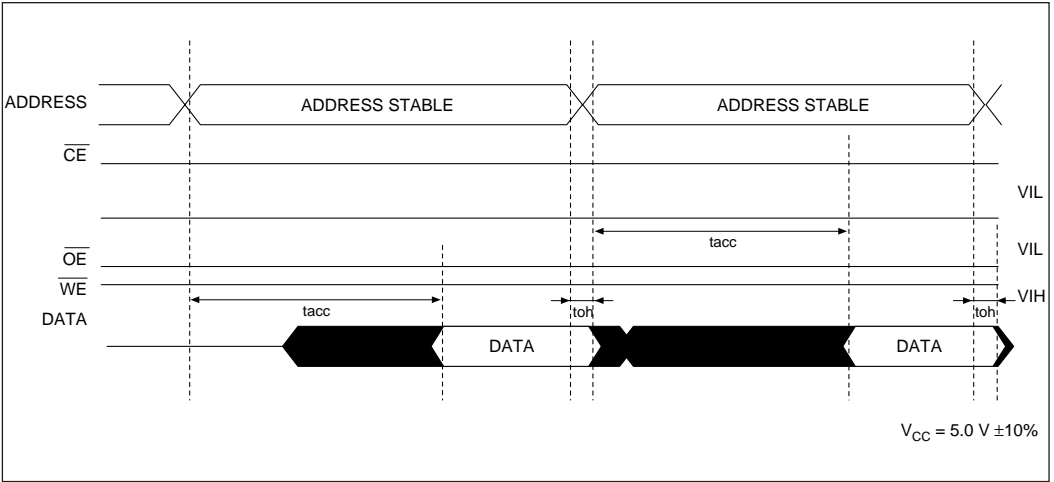 ADDRESS
ADDRESS STABLE
ADDRESS STABLE
CE
VIL
tacc
OE
VIL
WE
VIH
tacc
toh
toh
DATA
DATA
DATA
VCC = 5.0 V ±10%